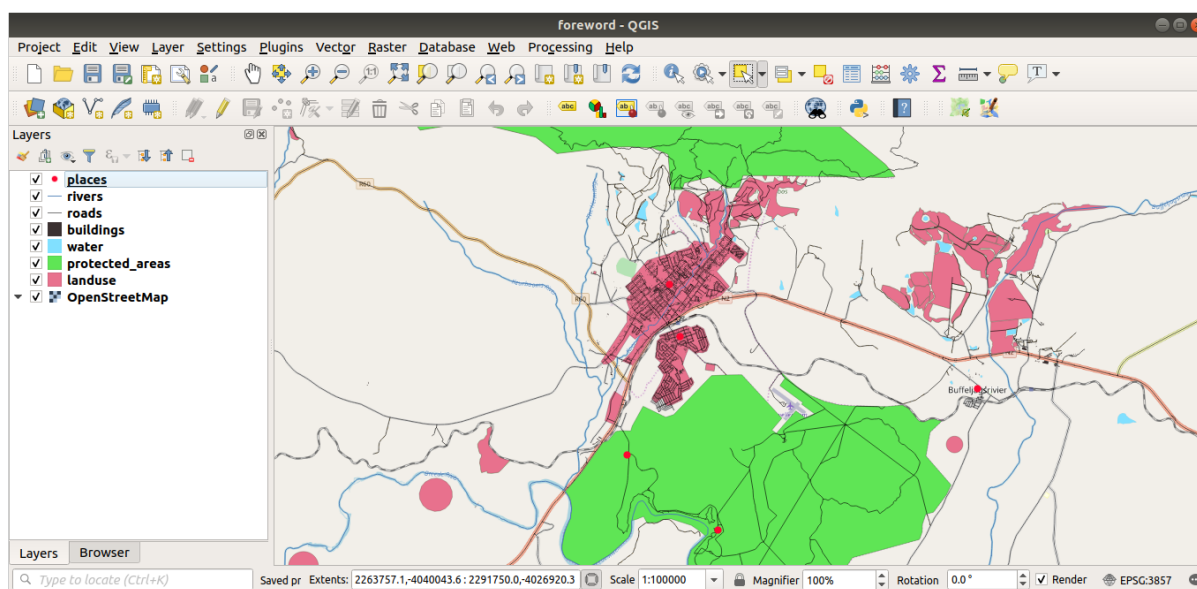 foreword - QGIS
Project Edit View Layer Settings Plugins Vector Raster Database Web Processing Help
Layers
places
rivers
roads
buildings
water
protected_areas
landuse
OpenStreetMap
R60
R60
N2
Layers Browser
Type to locate (Ctrl+K) Saved pr Extents: 2263757.1,-4040043.6 : 2291750.0,-4026920.3 Scale 1:100000 Magnifier 100% Rotation 0.0 ° Render EPSG:3857